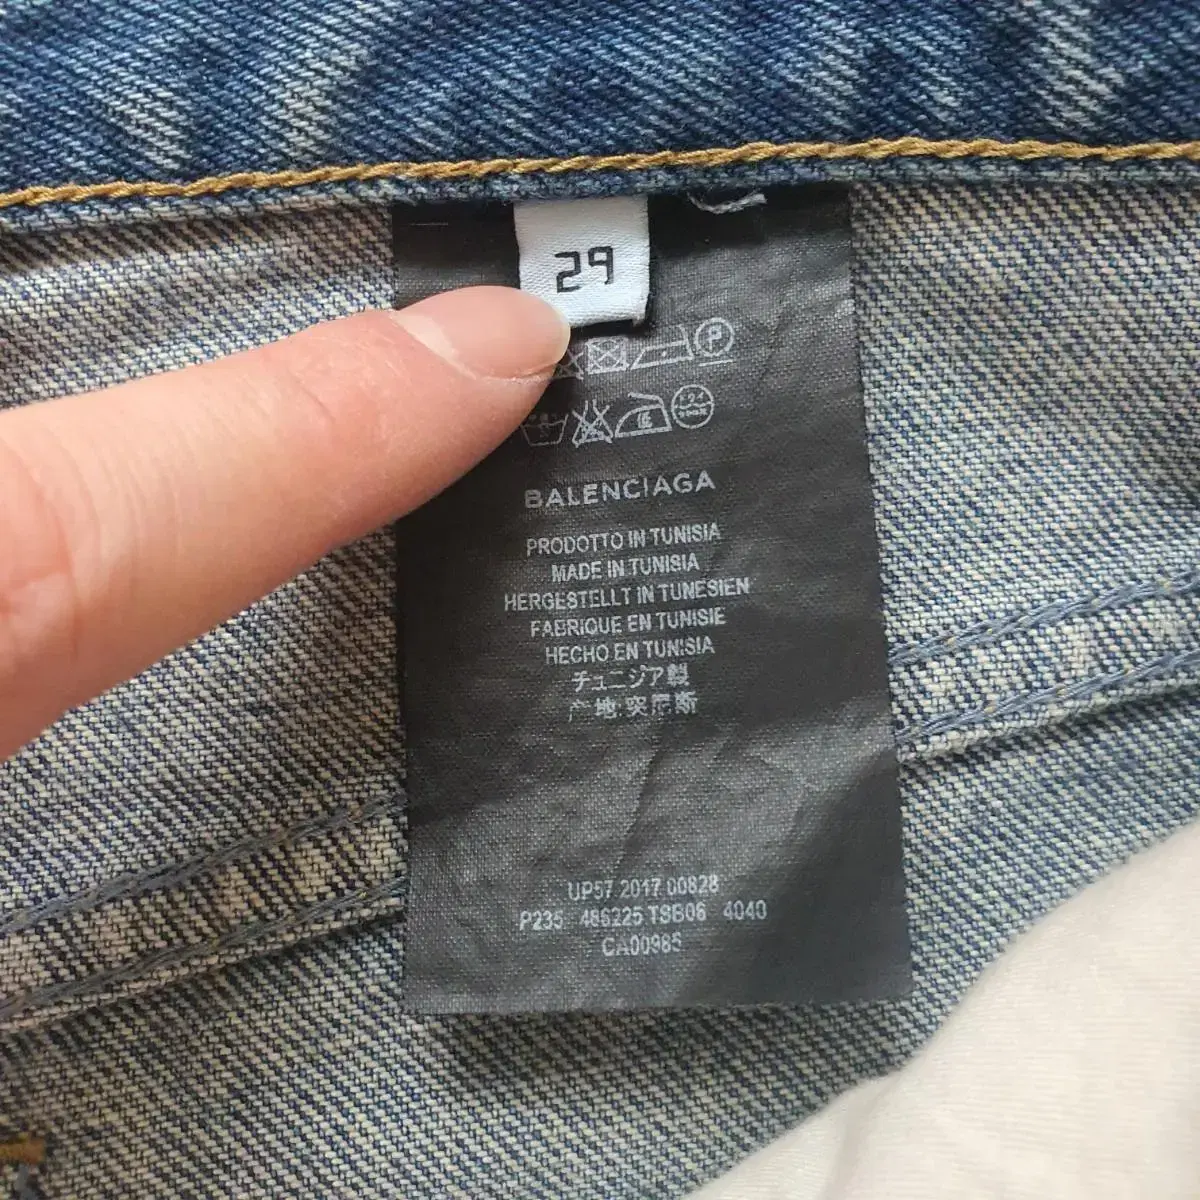 29
BALENCIAGA
PRODOTTO IN TUNISIA
MADE IN TUNISIA
HERGESTELLT IN TUNESIEN
FABRIQUE EN TUNISIE
HECHO EN TUNISIA
チュニジア製
产地:突尼斯
UP57 2017 00828
P235 486225 TSB06 4040
CA00985